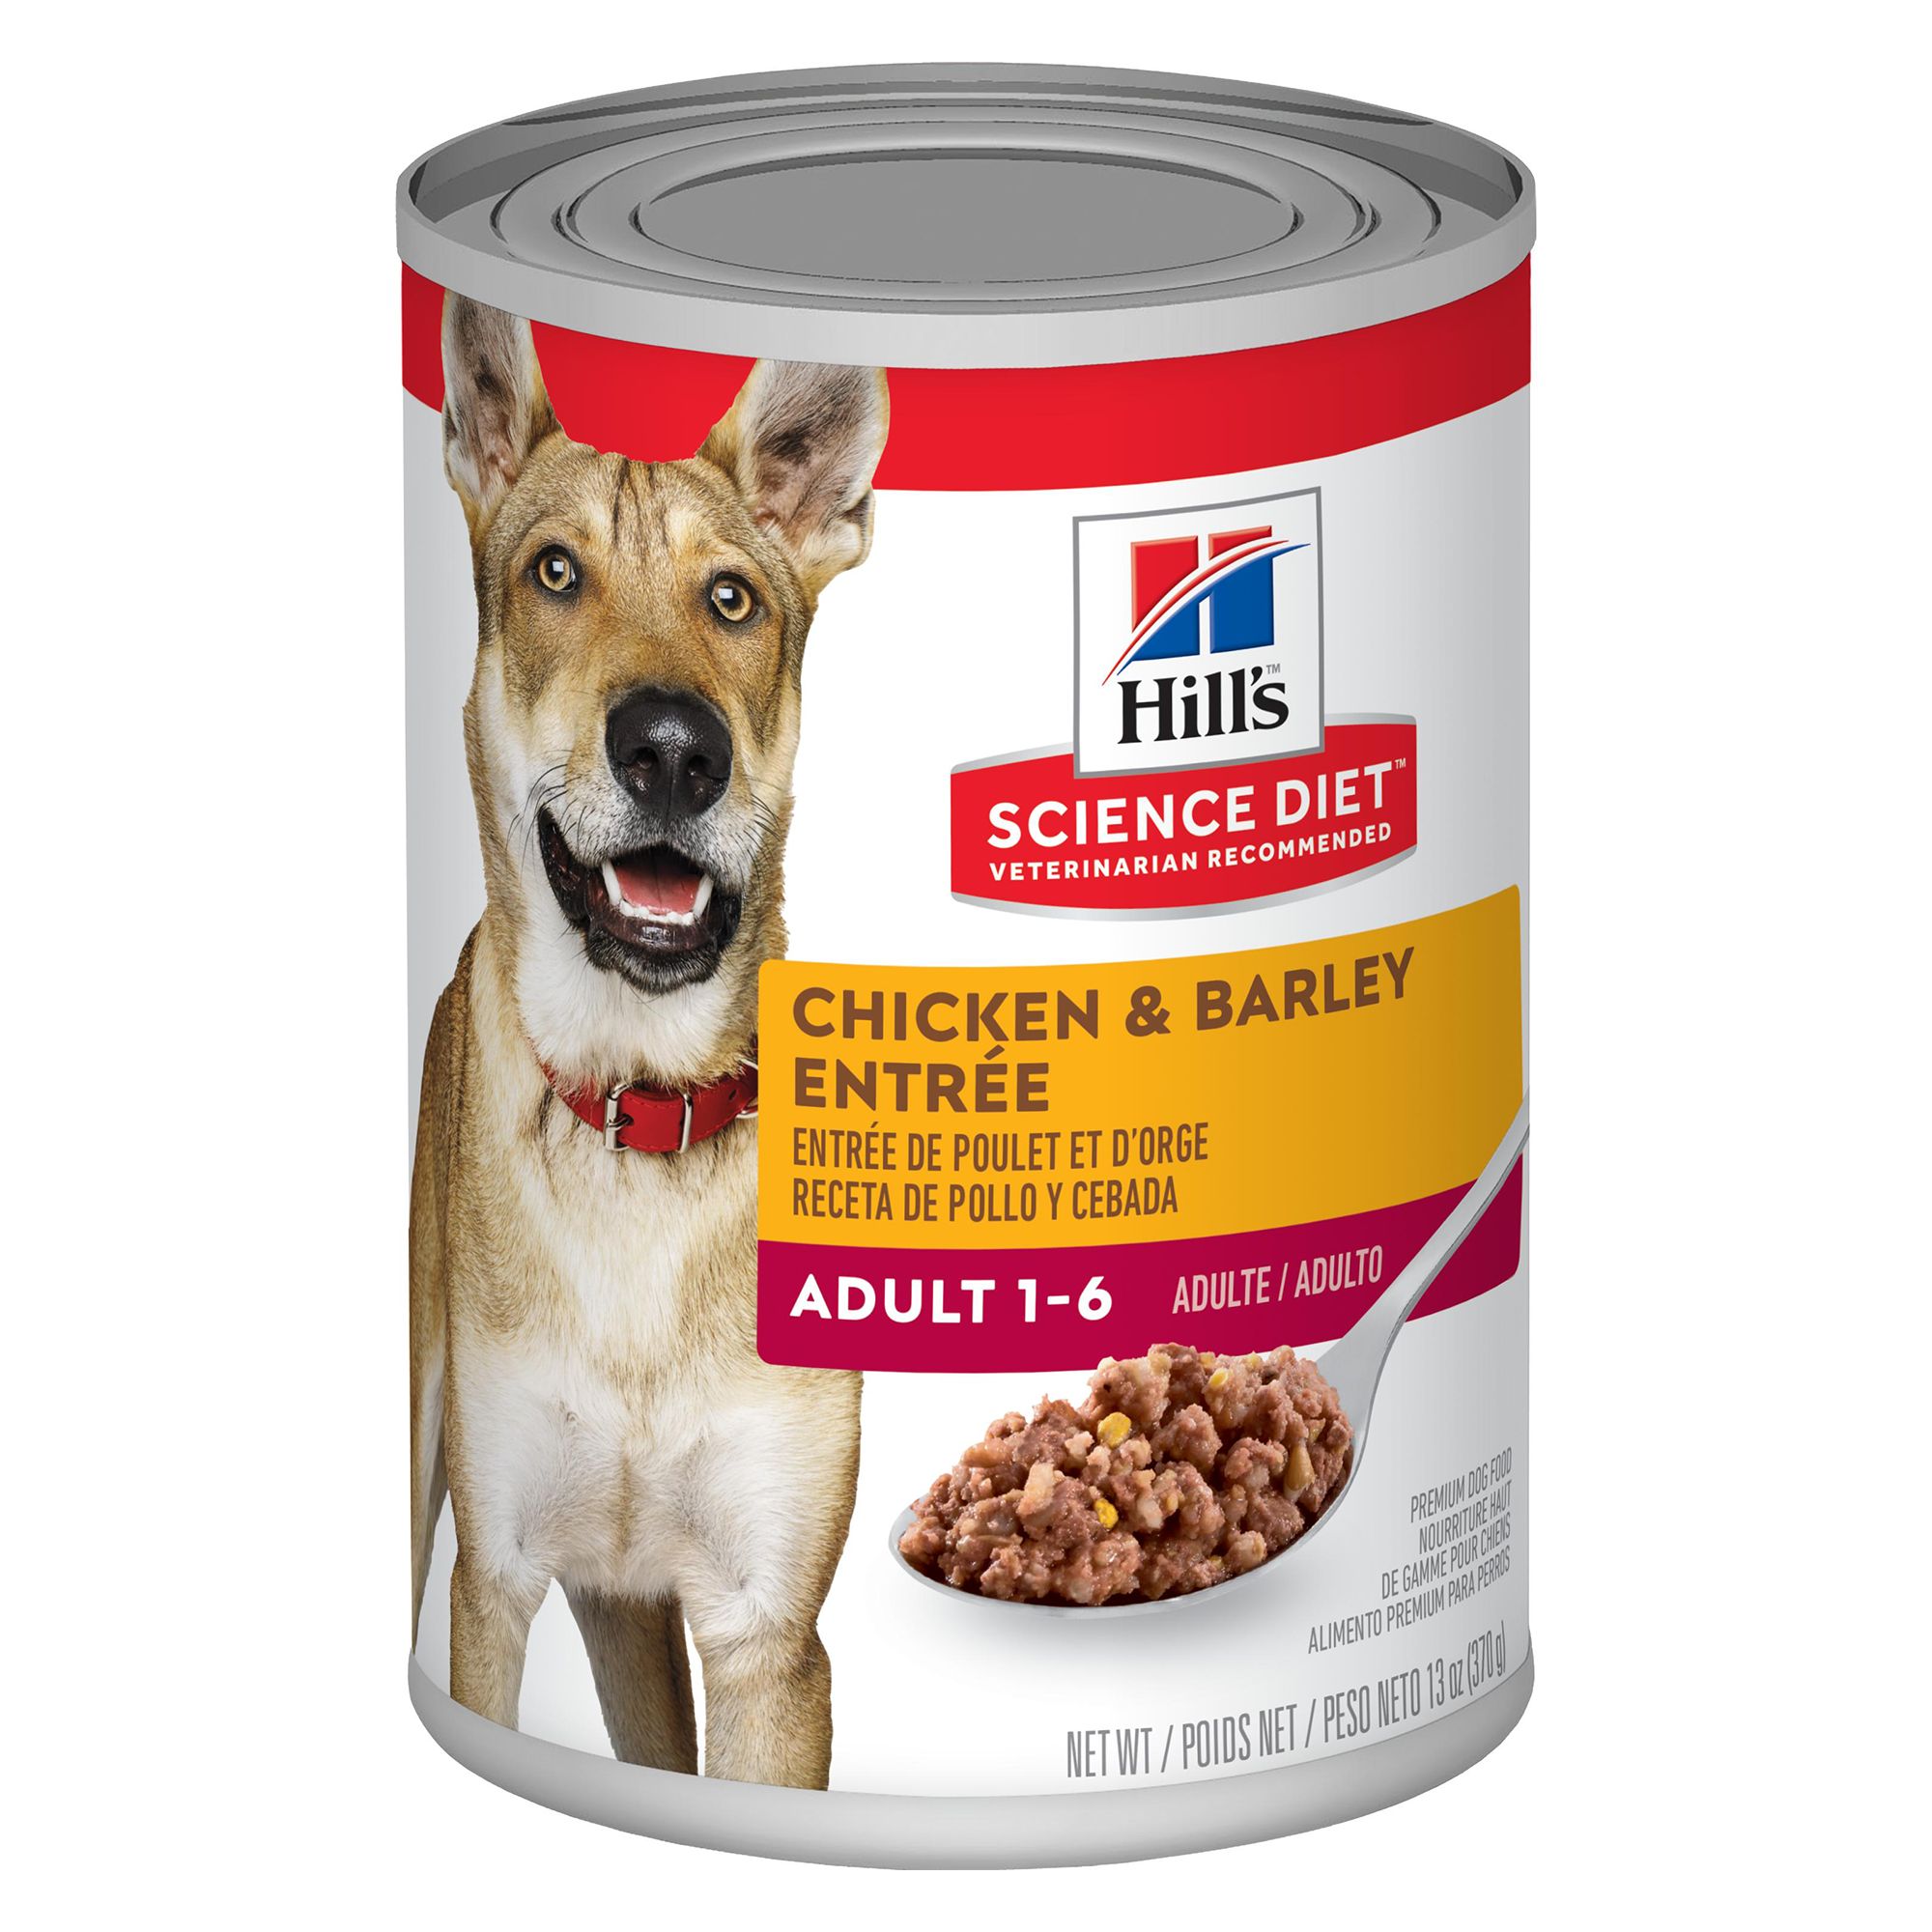 Hill's™
SCIENCE DIET™
VETERINARIAN RECOMMENDED
CHICKEN & BARLEY
ENTRÉE
ENTRÉE DE POULET ET D'ORGE
RECETA DE POLLO Y CEBADA
ADULT 1-6 ADULTE / ADULTO
PREMIUM DOG FOOD
NOURRITURE HAUT
DE GAMME POUR CHIENS
ALIMENTO PREMIUM PARA PERROS
NET WT / POIDS NET / PESO NETO 13 oz (370 g)